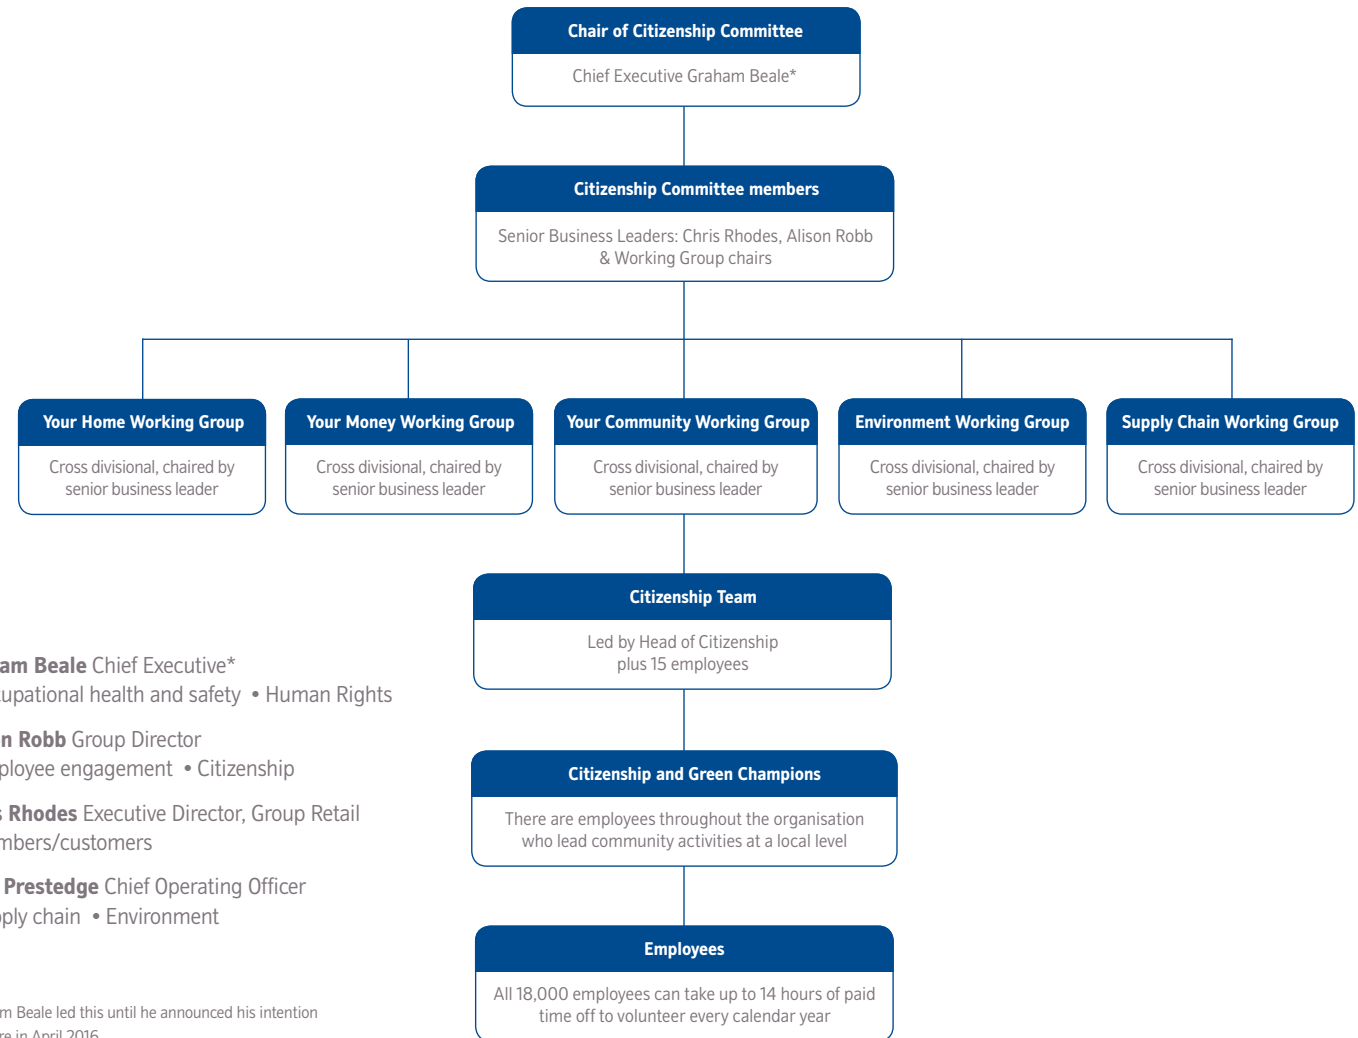 Chair of Citizenship Committee
Chief Executive Graham Beale*
Citizenship Committee members
Senior Business Leaders: Chris Rhodes, Alison Robb
& Working Group chairs
Your Home Working Group
Cross divisional, chaired by
senior business leader
Your Money Working Group
Cross divisional, chaired by
senior business leader
Your Community Working Group
Cross divisional, chaired by
senior business leader
Environment Working Group
Cross divisional, chaired by
senior business leader
Supply Chain Working Group
Cross divisional, chaired by
senior business leader
Citizenship Team
Led by Head of Citizenship
plus 15 employees
Citizenship and Green Champions
There are employees throughout the organisation
who lead community activities at a local level
Employees
All 18,000 employees can take up to 14 hours of paid
time off to volunteer every calendar year
am Beale Chief Executive*
cupational health and safety • Human Rights
n Robb Group Director
ployee engagement • Citizenship
s Rhodes Executive Director, Group Retail
mbers/customers
Prestedge Chief Operating Officer
ply chain • Environment
m Beale led this until he announced his intention
re in April 2016